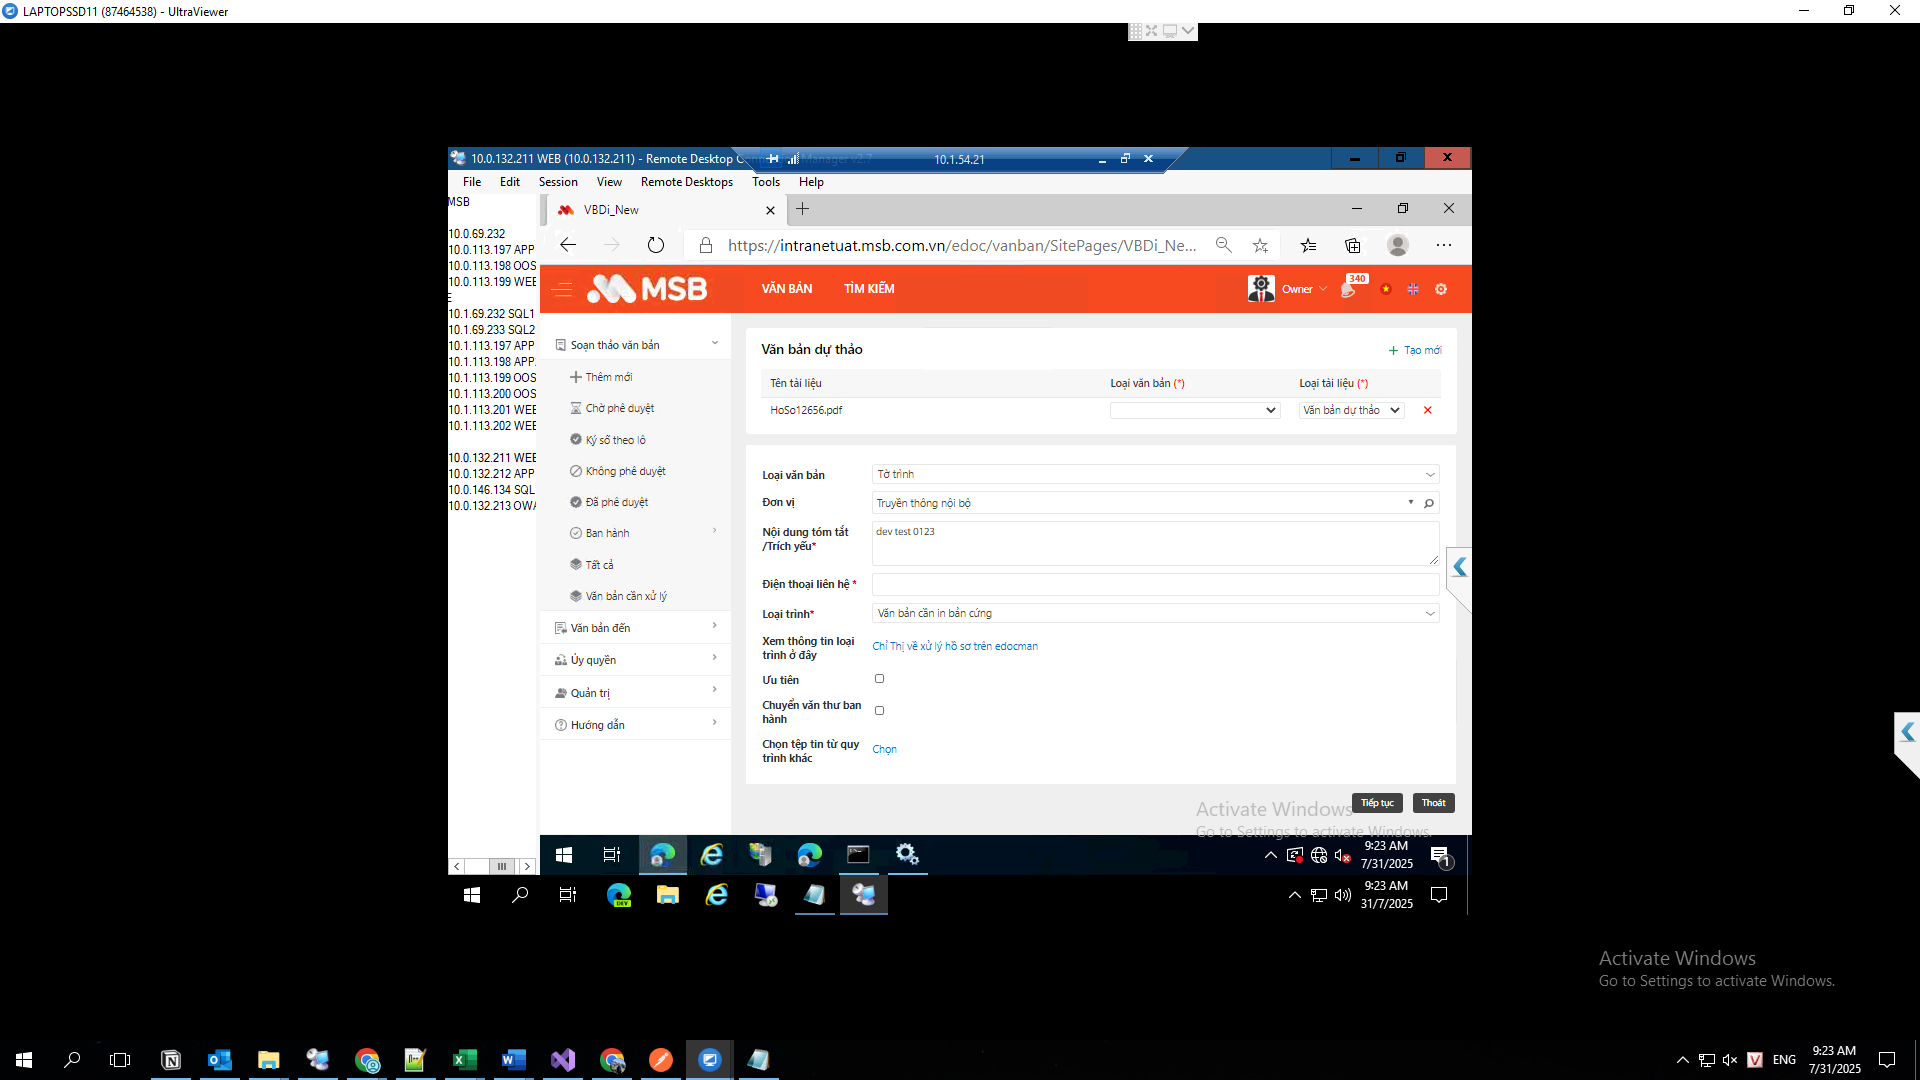 LAPTOPSSD11 (87464538) - UltraViewer
10.0.132.211 WEB (10.0.132.211) - Remote Desktop
10.1.54.21
File Edit Session View Remote Desktops Tools Help
MSB
10.0.69.232
10.0.113.197 APP
10.0.113.198 OOS
10.0.113.199 WEB
10.1.69.232 SQL1
10.1.69.233 SQL2
10.1.113.197 APP
10.1.113.198 APP
10.1.113.199 OOS
10.1.113.200 OOS
10.1.113.201 WEB
10.1.113.202 WEB
10.0.132.211 WEB
10.0.132.212 APP
10.0.146.134 SQL
10.0.132.213 OWA
VBDi_New
https://intranetuat.msb.com.vn/edoc/vanban/SitePages/VBDi_Ne...
MSB
VĂN BẢN TÌM KIẾM
Owner 340
Soạn thảo văn bản
Thêm mới
Chờ phê duyệt
Ký số theo lô
Không phê duyệt
Đã phê duyệt
Ban hành
Tất cả
Văn bản cần xử lý
Văn bản đến
Ủy quyền
Quản trị
Hướng dẫn
Văn bản dự thảo
+ Tạo mới
Tên tài liệu Loại văn bản (*) Loại tài liệu (*)
HoSo12656.pdf Văn bản dự thảo
Loại văn bản Tờ trình
Đơn vị Truyền thông nội bộ
Nội dung tóm tắt
/Trích yếu* dev test 0123
Điện thoại liên hệ *
Loại trình* Văn bản cần in bản cứng
Xem thông tin loại
trình ở đây Chỉ Thị về xử lý hồ sơ trên edocman
Ưu tiên
Chuyển văn thư ban
hành
Chọn tệp tin từ quy
trình khác Chọn
Tiếp tục Thoát
Activate Windows
Go to Settings to activate Windows.
9:23 AM
7/31/2025
1
DEV
9:23 AM
31/7/2025
Activate Windows
Go to Settings to activate Windows.
ENG
9:23 AM
7/31/2025